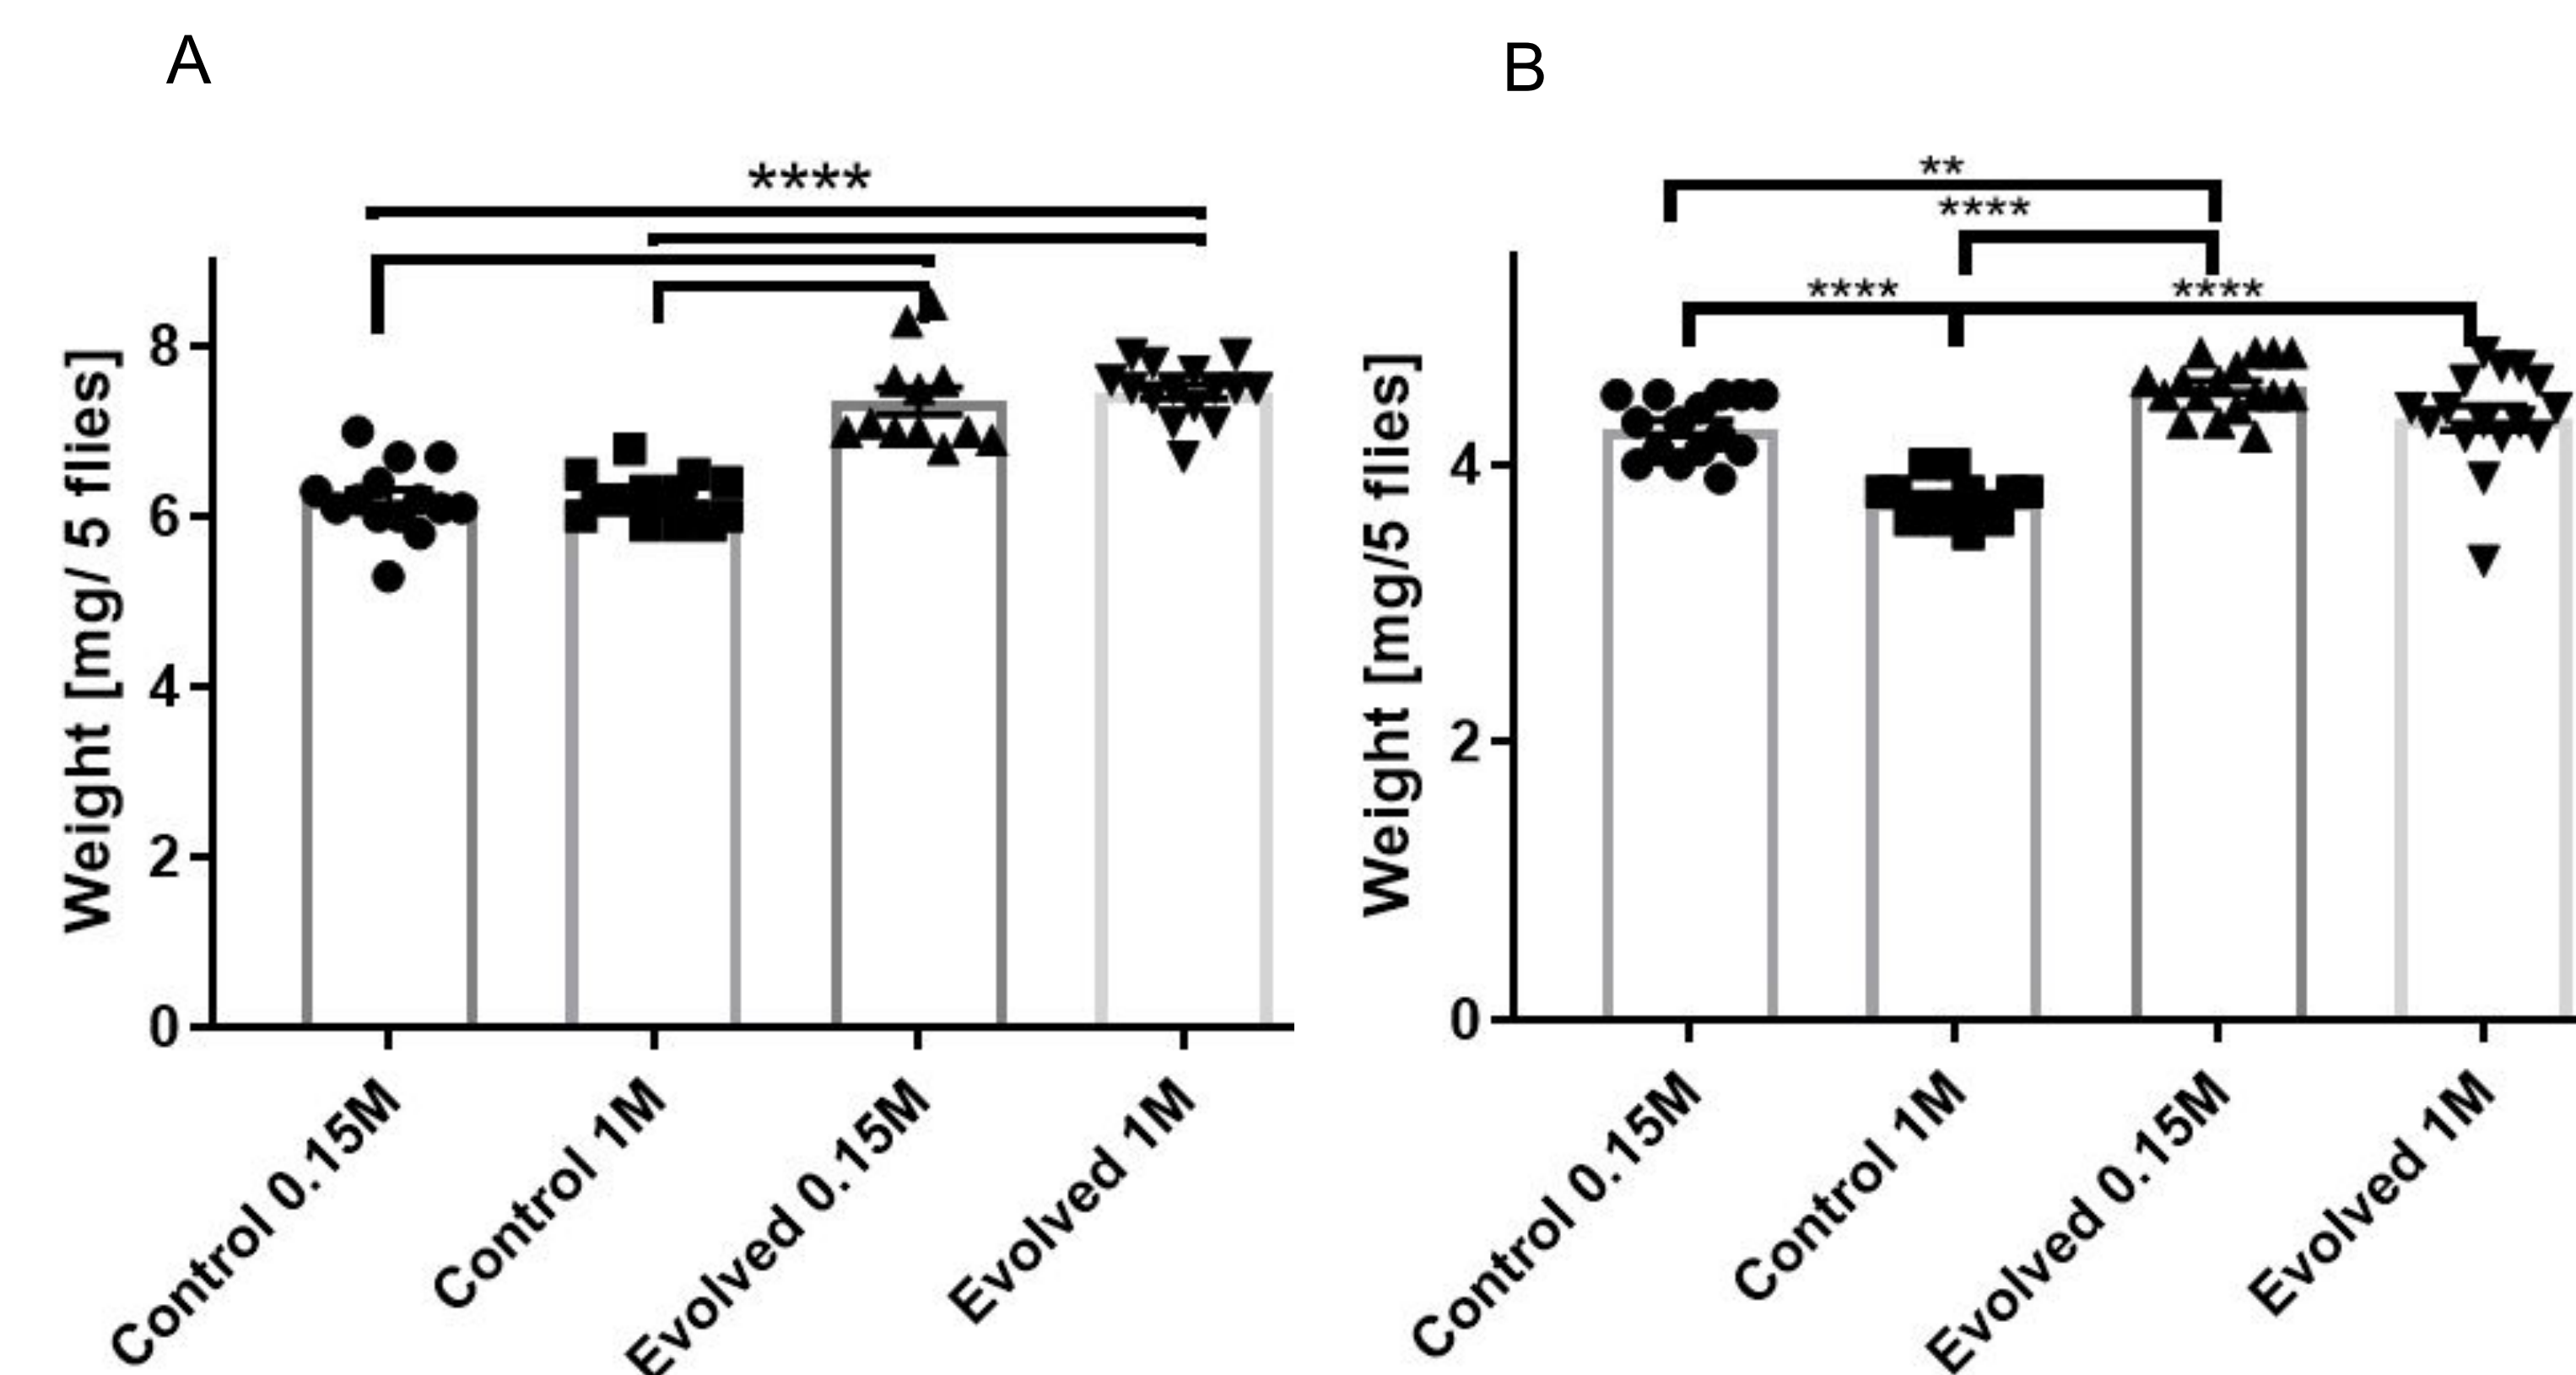 A
****
Weight [mg/ 5 flies]
8
6
4
2
0
Control 0.15M
Control 1M
Evolved 0.15M
Evolved 1M
B
**
****
****
****
Weight [mg/5 flies]
4
2
0
Control 0.15M
Control 1M
Evolved 0.15M
Evolved 1M